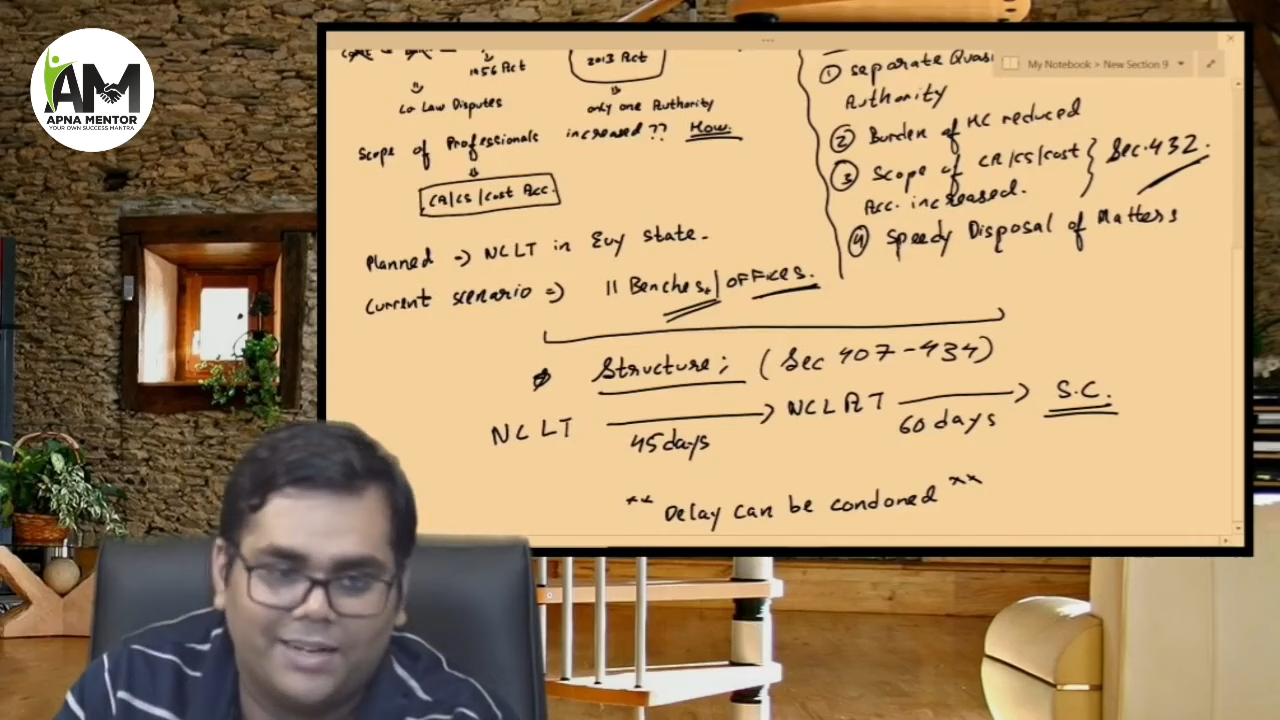 AM
APNA MENTOR
YOUR OWN SUCCESS MANTRA
My Notebook > New Section 9
1956 Act
2013 Act
Co Law Disputes
only one Authority
Scope of Professionals increased ?? How.
CA/CS/Cost Acc.
Planned => NCLT in Evy state.
Current scenario => 11 Benches | offices.
① Separate Quasi
Authority
② Burden of HC reduced
③ Scope of CA/CS/Cost
Acc. increased. } Sec. 432.
④ Speedy Disposal of Matters
Structure; (Sec 407-434)
NCLT → NCLAT → S.C.
45 days 60 days
** Delay can be condoned **